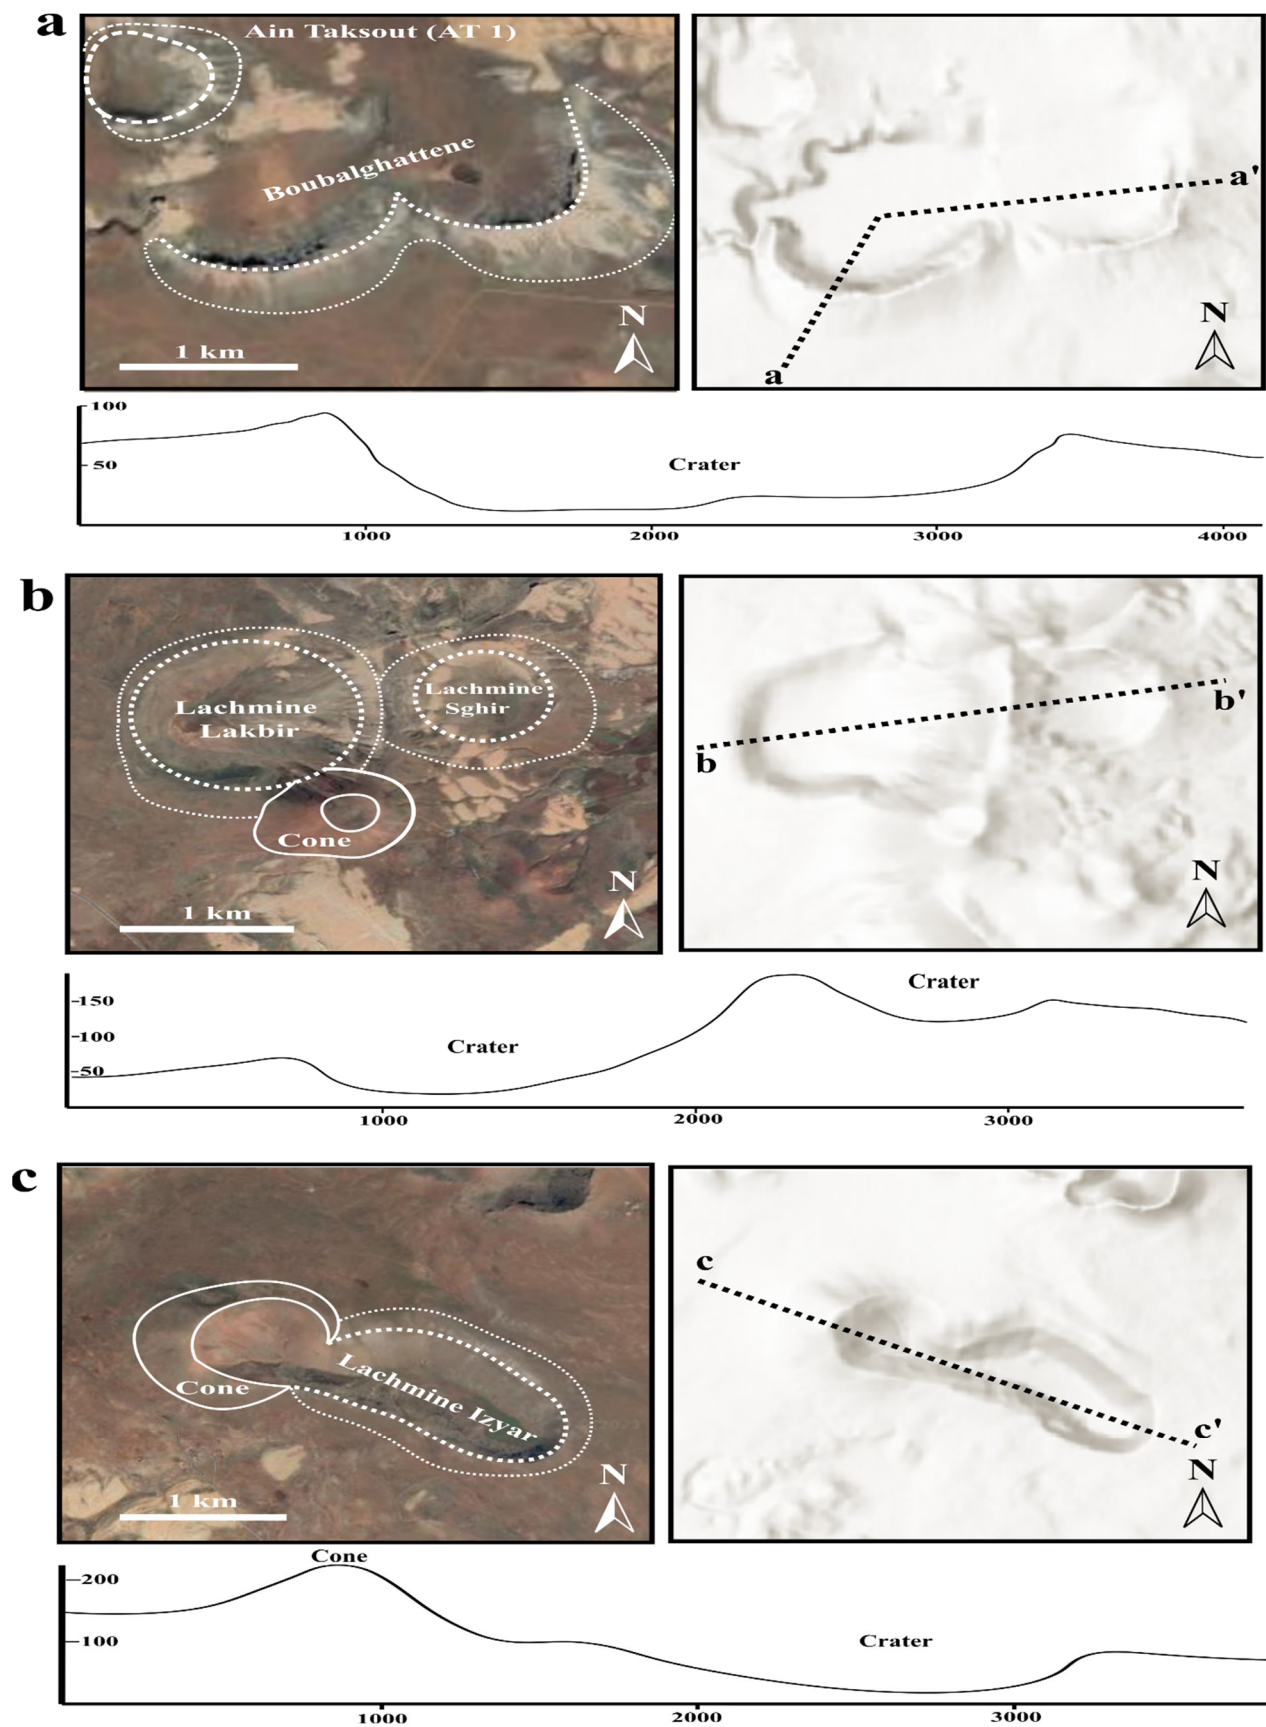 a
Ain Taksout (AT 1)
Boubalghattene
N
1 km
a'
a
N
100
50
Crater
1000
2000
3000
4000
b
Lachmine
Lakbir
Lachmine
Sghir
Cone
N
1 km
b'
b
N
150
100
50
Crater
Crater
1000
2000
3000
c
Cone
Lachmine Izyar
N
1 km
c
c'
N
Cone
200
100
Crater
1000
2000
3000